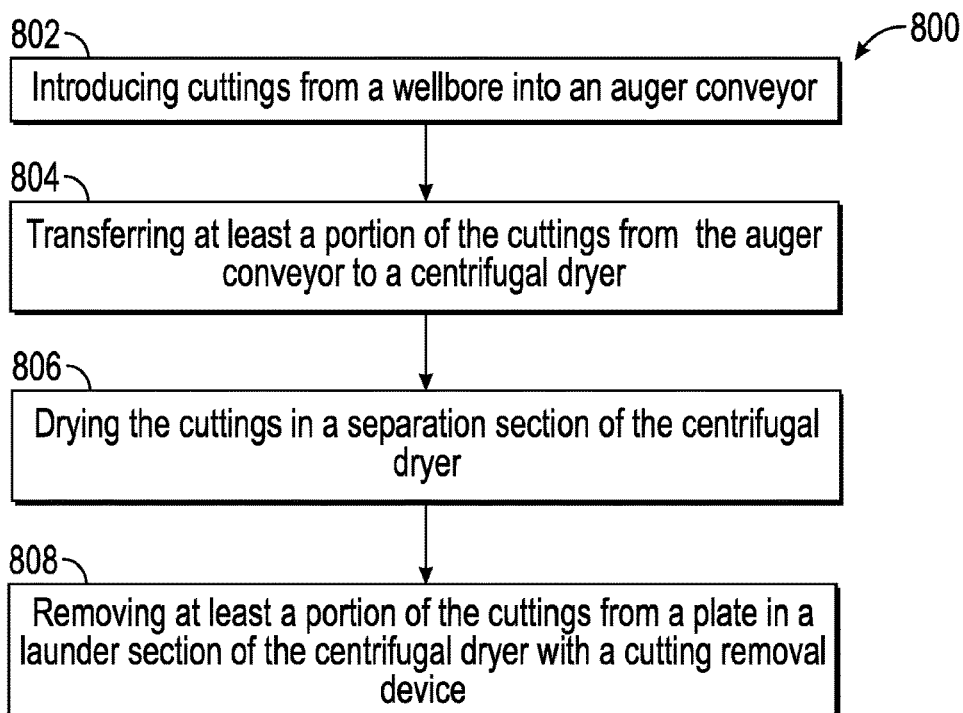 800
802
Introducing cuttings from a wellbore into an auger conveyor
804
Transferring at least a portion of the cuttings from the auger
conveyor to a centrifugal dryer
806
Drying the cuttings in a separation section of the centrifugal
dryer
808
Removing at least a portion of the cuttings from a plate in a
launder section of the centrifugal dryer with a cutting removal
device